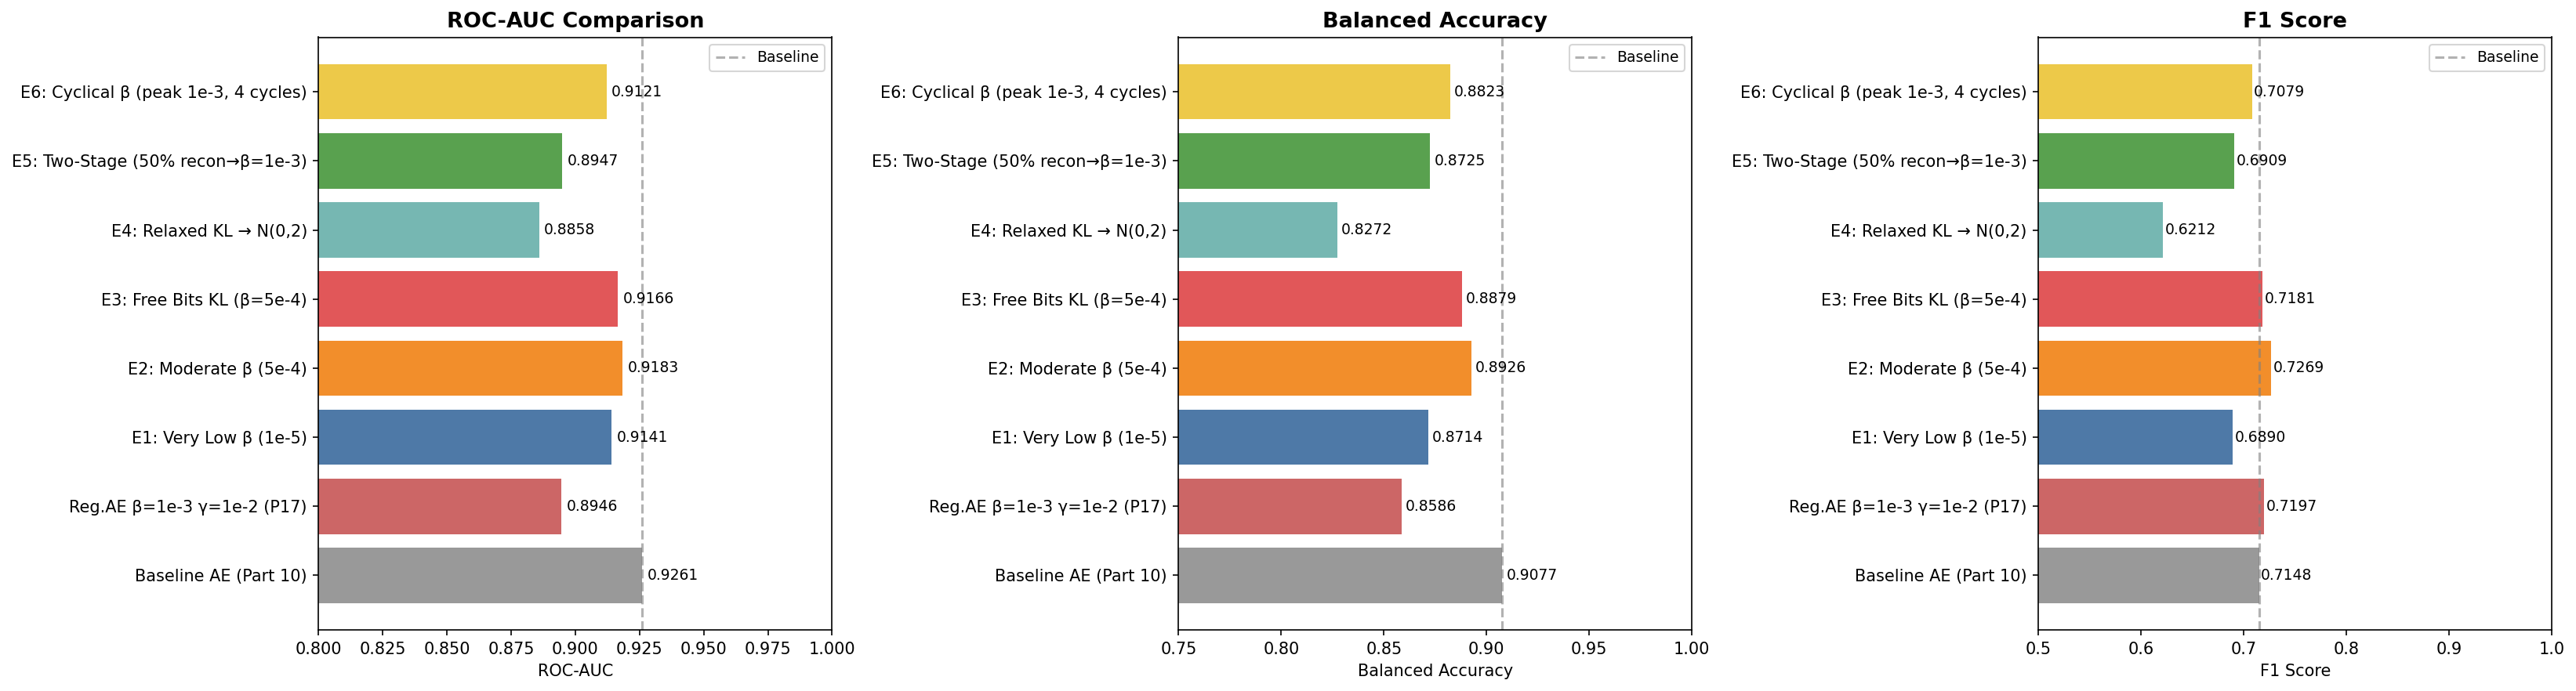 ROC-AUC Comparison
Baseline
E6: Cyclical β (peak 1e-3, 4 cycles)
0.9121
E5: Two-Stage (50% recon→β=1e-3)
0.8947
E4: Relaxed KL → N(0,2)
0.8858
E3: Free Bits KL (β=5e-4)
0.9166
E2: Moderate β (5e-4)
0.9183
E1: Very Low β (1e-5)
0.9141
Reg.AE β=1e-3 γ=1e-2 (P17)
0.8946
Baseline AE (Part 10)
0.9261
0.800 0.825 0.850 0.875 0.900 0.925 0.950 0.975 1.000
ROC-AUC
Balanced Accuracy
Baseline
E6: Cyclical β (peak 1e-3, 4 cycles)
0.8823
E5: Two-Stage (50% recon→β=1e-3)
0.8725
E4: Relaxed KL → N(0,2)
0.8272
E3: Free Bits KL (β=5e-4)
0.8879
E2: Moderate β (5e-4)
0.8926
E1: Very Low β (1e-5)
0.8714
Reg.AE β=1e-3 γ=1e-2 (P17)
0.8586
Baseline AE (Part 10)
0.9077
0.75 0.80 0.85 0.90 0.95 1.00
Balanced Accuracy
F1 Score
Baseline
E6: Cyclical β (peak 1e-3, 4 cycles)
0.7079
E5: Two-Stage (50% recon→β=1e-3)
0.6909
E4: Relaxed KL → N(0,2)
0.6212
E3: Free Bits KL (β=5e-4)
0.7181
E2: Moderate β (5e-4)
0.7269
E1: Very Low β (1e-5)
0.6890
Reg.AE β=1e-3 γ=1e-2 (P17)
0.7197
Baseline AE (Part 10)
0.7148
0.5 0.6 0.7 0.8 0.9 1.0
F1 Score